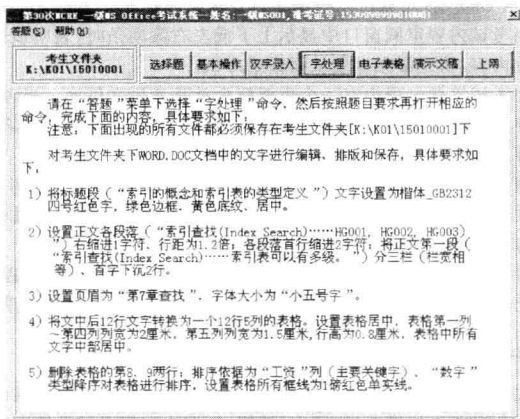 第30次NCRE 一级MS Office考试系统 姓名:一级MS001,准考证号:
答题(S) 帮助(H)
考生文件夹
K:\K01\15010001
选择题 基本操作 汉字录入 字处理 电子表格 演示文稿 上网
请在“答题”菜单下选择“字处理”命令，然后按照题目要求再打开相应的
命令，完成下面的内容，具体要求如下：
注意：下面出现的所有文件都必须保存在考生文件夹[K:\K01\15010001]下
对考生文件夹下WORD.DOC文档中的文字进行编辑、排版和保存，具体要求如
下，
1）将标题段（“索引的概念和索引表的类型定义”）文字设置为楷体_GB2312
四号红色字，绿色边框、黄色底纹、居中。
2）设置正文各段落（“索引查找(Index Search)……HG001, HG002, HG003）
”）右缩进1字符、行距为1.2倍；各段落首行缩进2字符；将正文第一段（
“索引查找(Index Search)……索引表可以有多级。”）分三栏（栏宽相
等）、首字下沉2行。
3）设置页眉为“第7章查找”，字体大小为“小五号字”。
4）将文中后12行文字转换为一个12行5列的表格。设置表格居中，表格第一列
～第四列列宽为2厘米，第五列列宽为1.5厘米,行高为0.8厘米，表格中所有
文字中部居中。
5）删除表格的第8、9两行；排序依据为“工资”列（主要关键字）、“数字”
类型降序对表格进行排序，设置表格所有框线为1磅红色单实线。